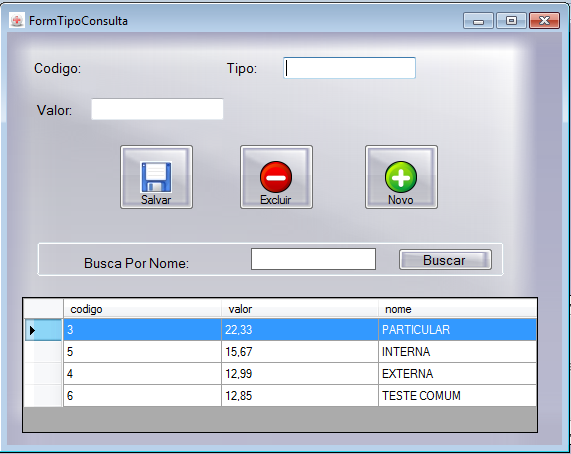 FormTipoConsulta
Codigo: Tipo:
Valor:
Salvar Excluir Novo
Busca Por Nome: Buscar
codigo valor nome
3 22,33 PARTICULAR
5 15,67 INTERNA
4 12,99 EXTERNA
6 12,85 TESTE COMUM